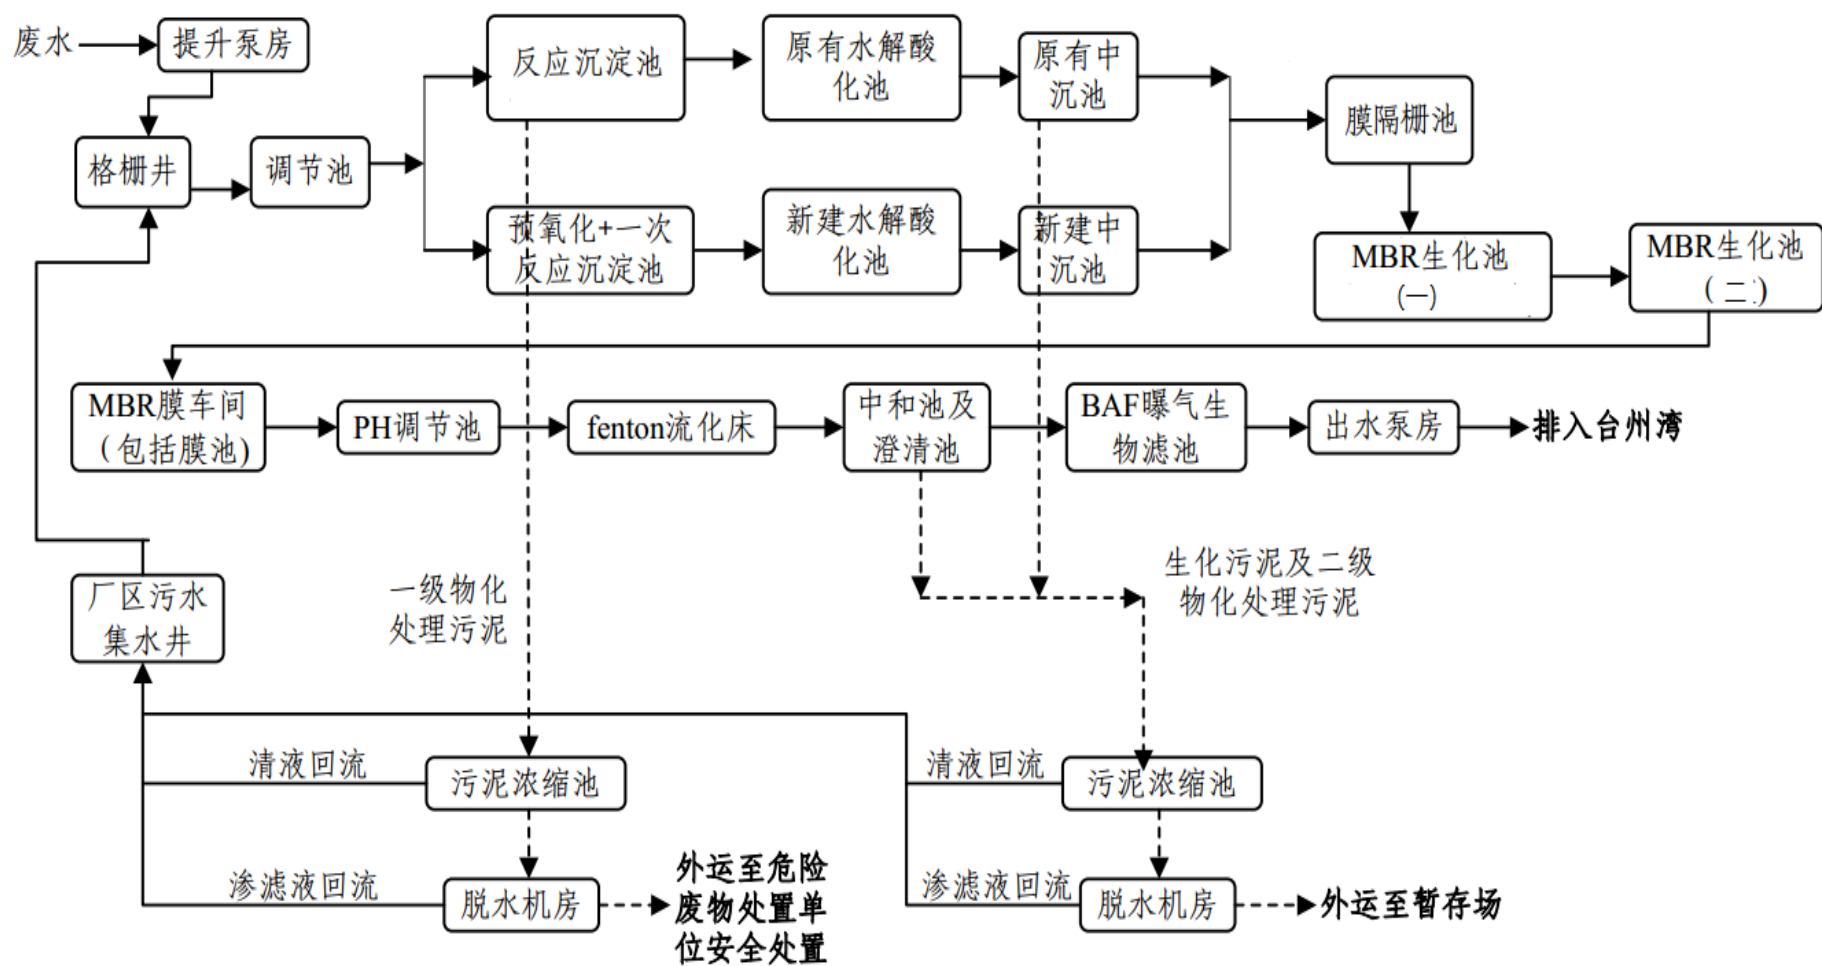 废水
提升泵房
反应沉淀池
原有水解酸
化池
原有中
沉池
膜隔栅池
格栅井
调节池
预氧化+一次
反应沉淀池
新建水解酸
化池
新建中
沉池
MBR生化池
(一)
MBR生化池
(二)
MBR膜车间
(包括膜池)
PH调节池
fenton流化床
中和池及
澄清池
BAF曝气生
物滤池
出水泵房
排入台州湾
厂区污水
集水井
一级物化
处理污泥
生化污泥及二级
物化处理污泥
清液回流
污泥浓缩池
清液回流
污泥浓缩池
渗滤液回流
脱水机房
外运至危险
废物处置单
位安全处置
渗滤液回流
脱水机房
外运至暂存场